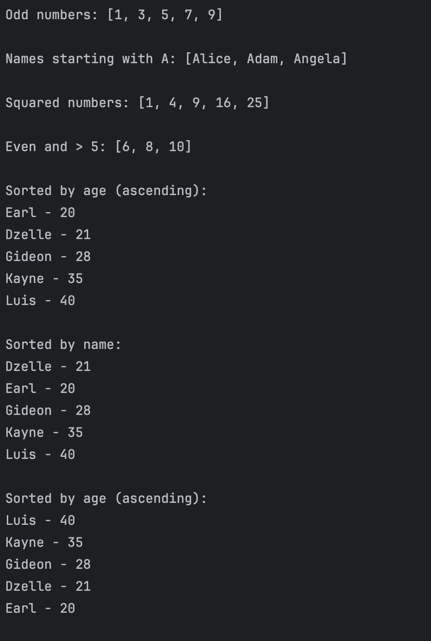 Odd numbers: [1, 3, 5, 7, 9]
Names starting with A: [Alice, Adam, Angela]
Squared numbers: [1, 4, 9, 16, 25]
Even and > 5: [6, 8, 10]
Sorted by age (ascending):
Earl - 20
Dzelle - 21
Gideon - 28
Kayne - 35
Luis - 40
Sorted by name:
Dzelle - 21
Earl - 20
Gideon - 28
Kayne - 35
Luis - 40
Sorted by age (ascending):
Luis - 40
Kayne - 35
Gideon - 28
Dzelle - 21
Earl - 20